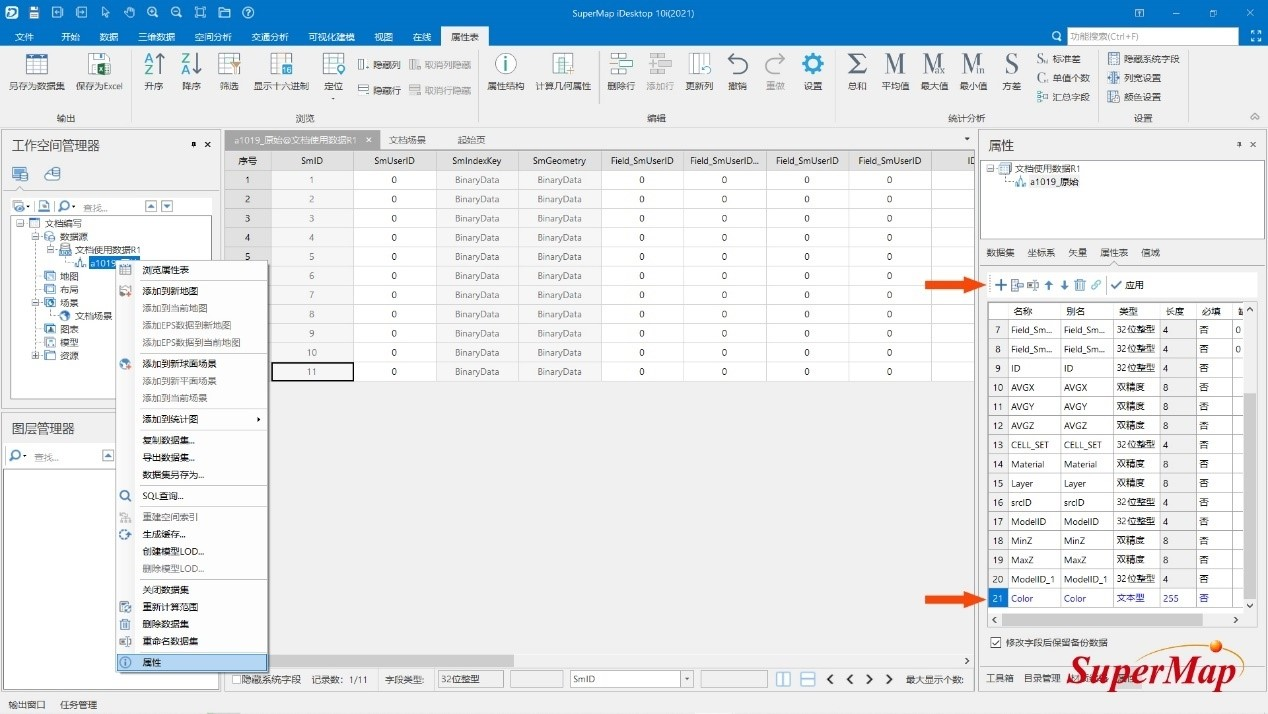 SuperMap iDesktop 10i(2021)
文件 开始 数据 三维数据 空间分析 交通分析 可视化建模 视图 在线 属性表 功能搜索(Ctrl+F)
另存为数据集 保存为Excel 升序 降序 筛选 显示十六进制 定位 隐藏列 取消列隐藏 隐藏行 取消行隐藏 属性结构 计算几何属性 删除行 添加行 更新列 撤销 重做 设置 总和 平均值 最大值 最小值 方差 标准差 单值个数 汇总字段 隐藏系统字段 列宽设置 颜色设置
输出 浏览 编辑 统计分析 设置
工作空间管理器
查找...
文档编写
数据源
文档使用数据R1
a1019_
地图
布局
场景
文档场景
图表
模型
资源
图层管理器
查找...
浏览属性表
添加到新地图
添加到当前地图
添加EPS数据到新地图
添加EPS数据到当前地图
添加到新球面场景
添加到新平面场景
添加到当前场景
添加到统计图
复制数据集...
导出数据集...
数据集另存为...
SQL查询...
重建空间索引
生成缓存...
创建模型LOD...
删除模型LOD...
关闭数据集
重新计算范围
删除数据集
重命名数据集
属性
a1019_原始@文档使用数据R1 × 文档场景 起始页
序号 SmID SmUserID SmIndexKey SmGeometry Field_SmUserID Field_SmUserID... Field_SmUserID Field_SmUserID ID
1 1 0 BinaryData BinaryData 0 0 0 0
2 2 0 BinaryData BinaryData 0 0 0 0
3 3 0 BinaryData BinaryData 0 0 0 0
4 4 0 BinaryData BinaryData 0 0 0 0
5 5 0 BinaryData BinaryData 0 0 0 0
6 0 BinaryData BinaryData 0 0 0 0
7 0 BinaryData BinaryData 0 0 0 0
8 0 BinaryData BinaryData 0 0 0 0
9 0 BinaryData BinaryData 0 0 0 0
10 0 BinaryData BinaryData 0 0 0 0
11 0 BinaryData BinaryData 0 0 0 0
隐藏系统字段 记录数: 1/11 字段类型: 32位整型 SmID 最大显示个数:
属性
文档使用数据R1
a1019_原始
数据集 坐标系 矢量 属性表 值域
应用
名称 别名 类型 长度 必填
7 Field_Sm... Field_Sm... 32位整型 4 否 0
8 Field_Sm... Field_Sm... 32位整型 4 否 0
9 ID ID 32位整型 4 否
10 AVGX AVGX 双精度 8 否
11 AVGY AVGY 双精度 8 否
12 AVGZ AVGZ 双精度 8 否
13 CELL_SET CELL_SET 32位整型 4 否
14 Material Material 双精度 8 否
15 Layer Layer 双精度 8 否
16 srcID srcID 32位整型 4 否
17 ModelID ModelID 32位整型 4 否
18 MinZ MinZ 双精度 8 否
19 MaxZ MaxZ 双精度 8 否
20 ModelID_1 ModelID_1 32位整型 4 否
21 Color Color 文本型 255 否
修改字段后保留备份数据
工具箱 目录管理
SuperMap
输出窗口 任务管理